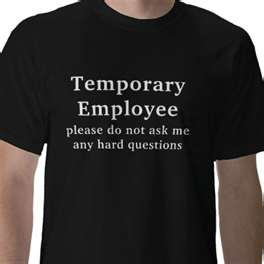 Temporary
Employee
please do not ask me
any hard questions